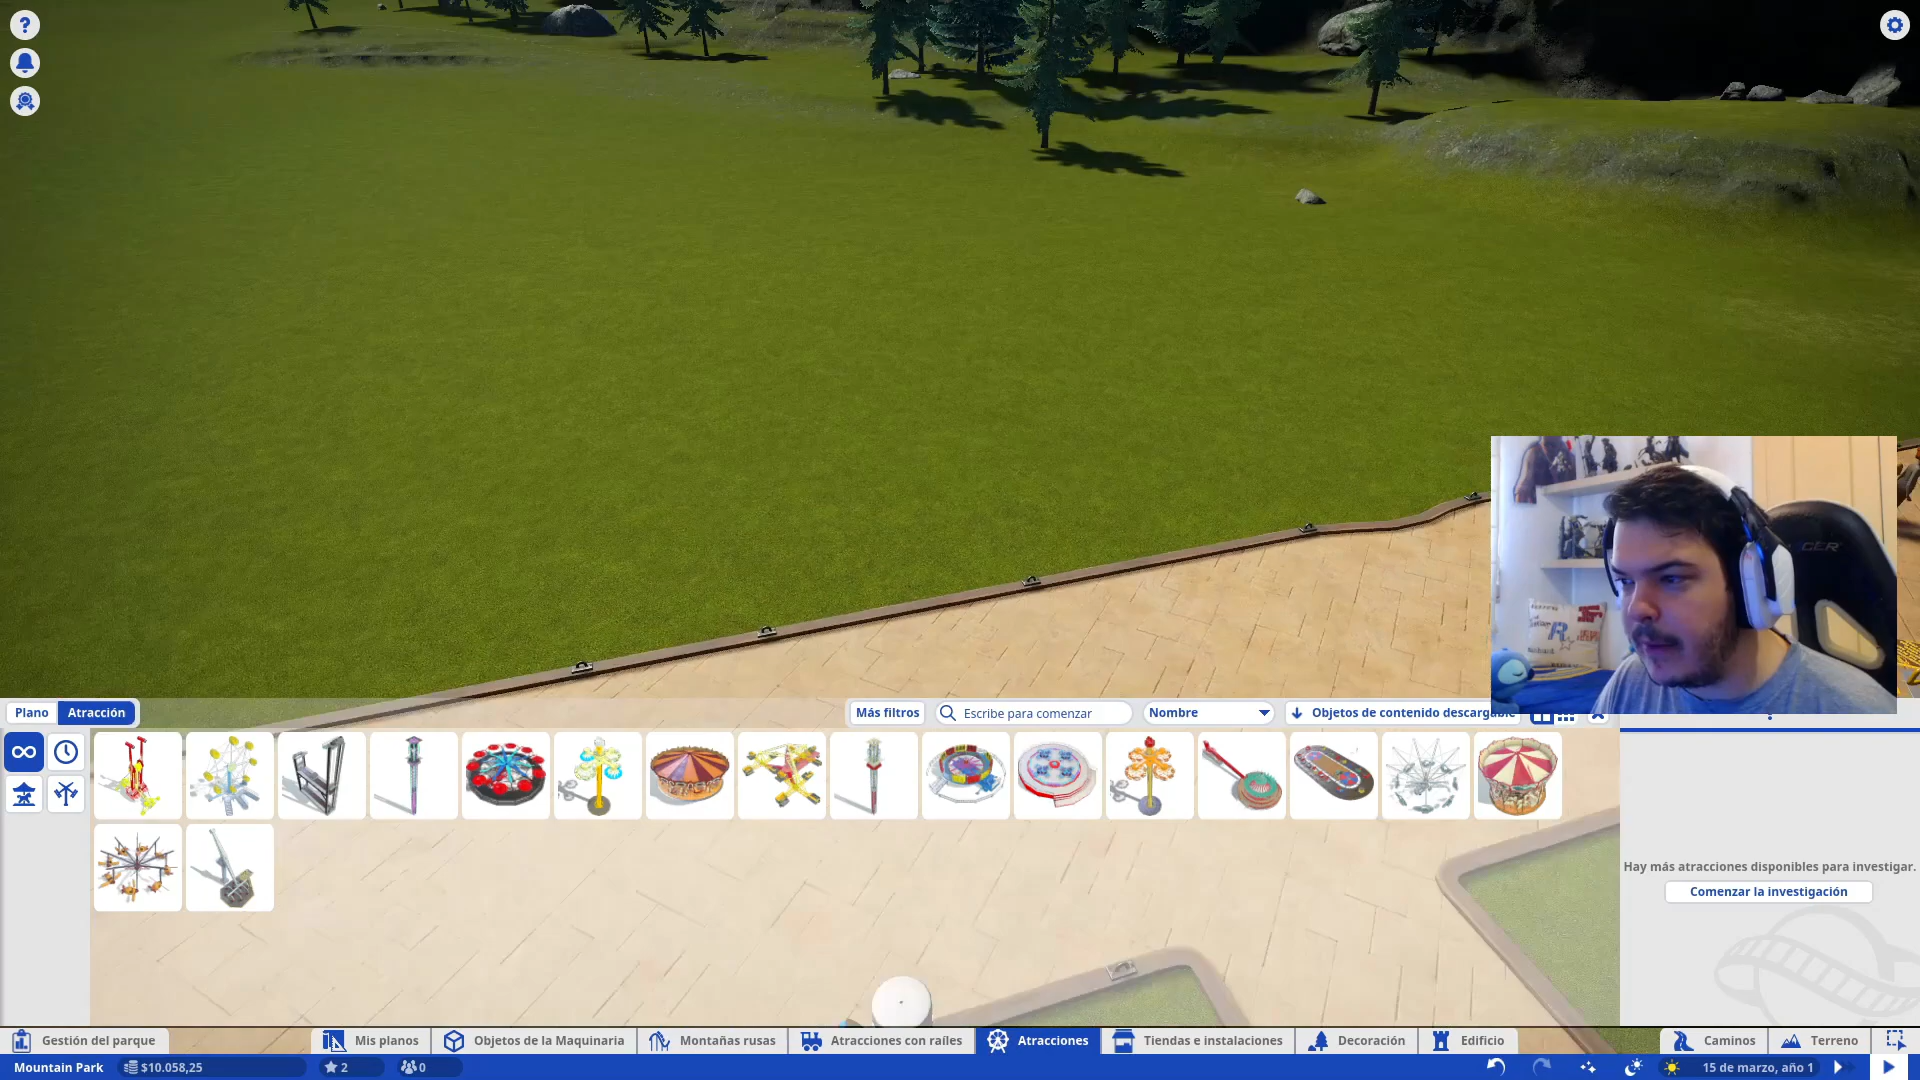 ?
Plano
Atracción
Más filtros
Escribe para comenzar
Nombre
Objetos de contenido descargable
Hay más atracciones disponibles para investigar.
Comenzar la investigación
Gestión del parque
Mis planos
Objetos de la Maquinaria
Montañas rusas
Atracciones con raíles
Atracciones
Tiendas e instalaciones
Decoración
Edificio
Caminos
Terreno
Mountain Park
$10.058,25
2
0
15 de marzo, año 1